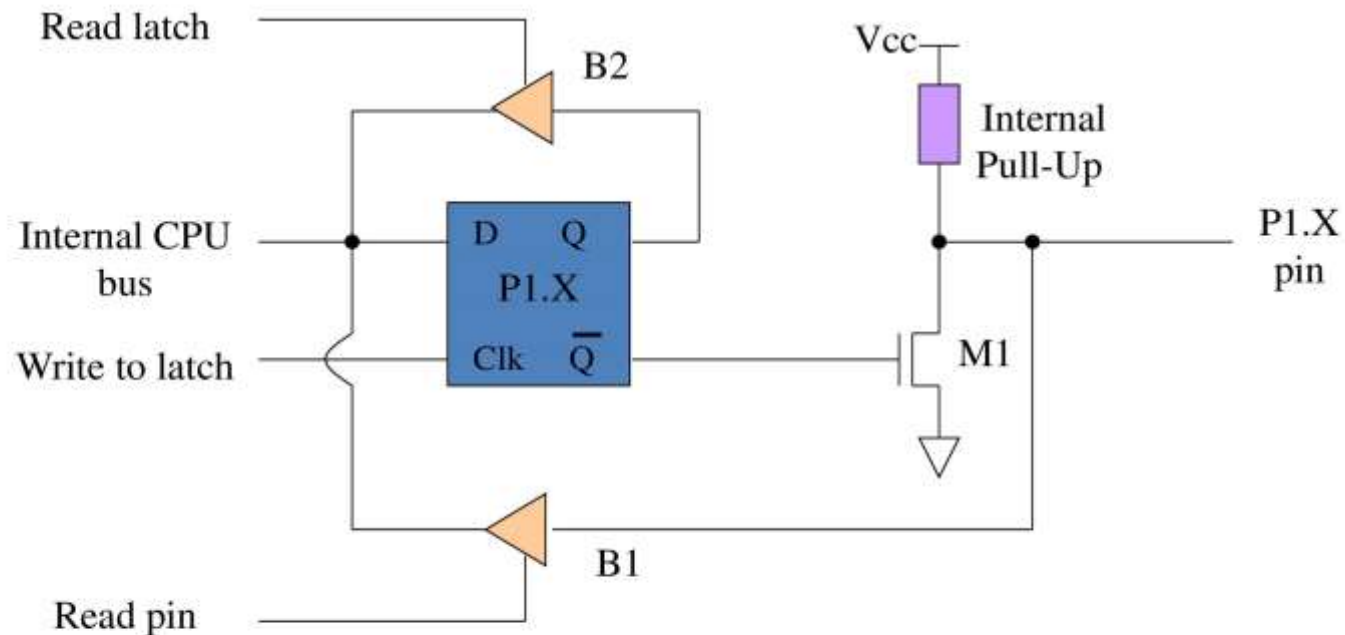 Read latch
B2
Vcc
Internal
Pull-Up
Internal CPU
bus
D Q
P1.X
Clk Q̅
P1.X
pin
Write to latch
M1
B1
Read pin